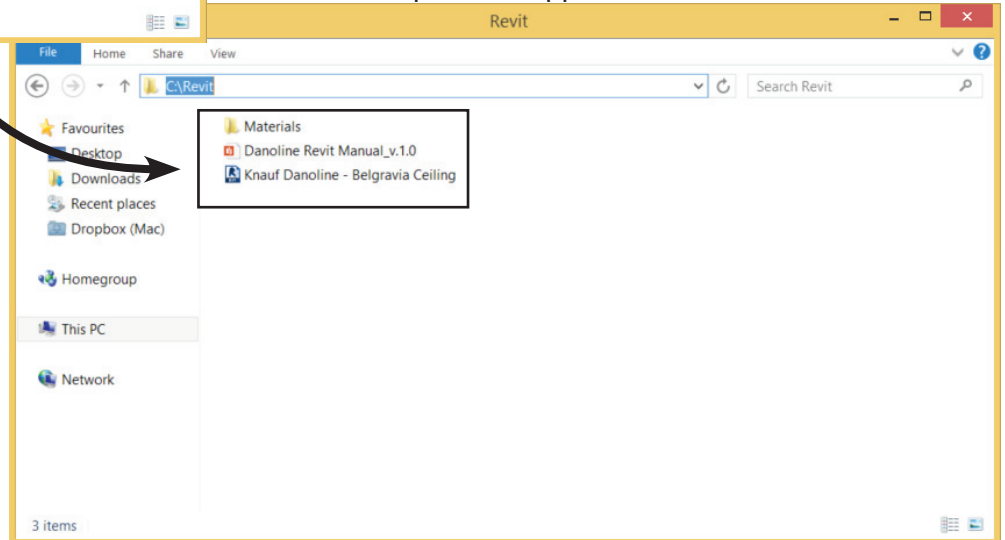 Revit
File Home Share View
C:\Revit
Search Revit
Favourites
Desktop
Downloads
Recent places
Dropbox (Mac)
Homegroup
This PC
Network
Materials
Danoline Revit Manual_v.1.0
Knauf Danoline - Belgravia Ceiling
3 items